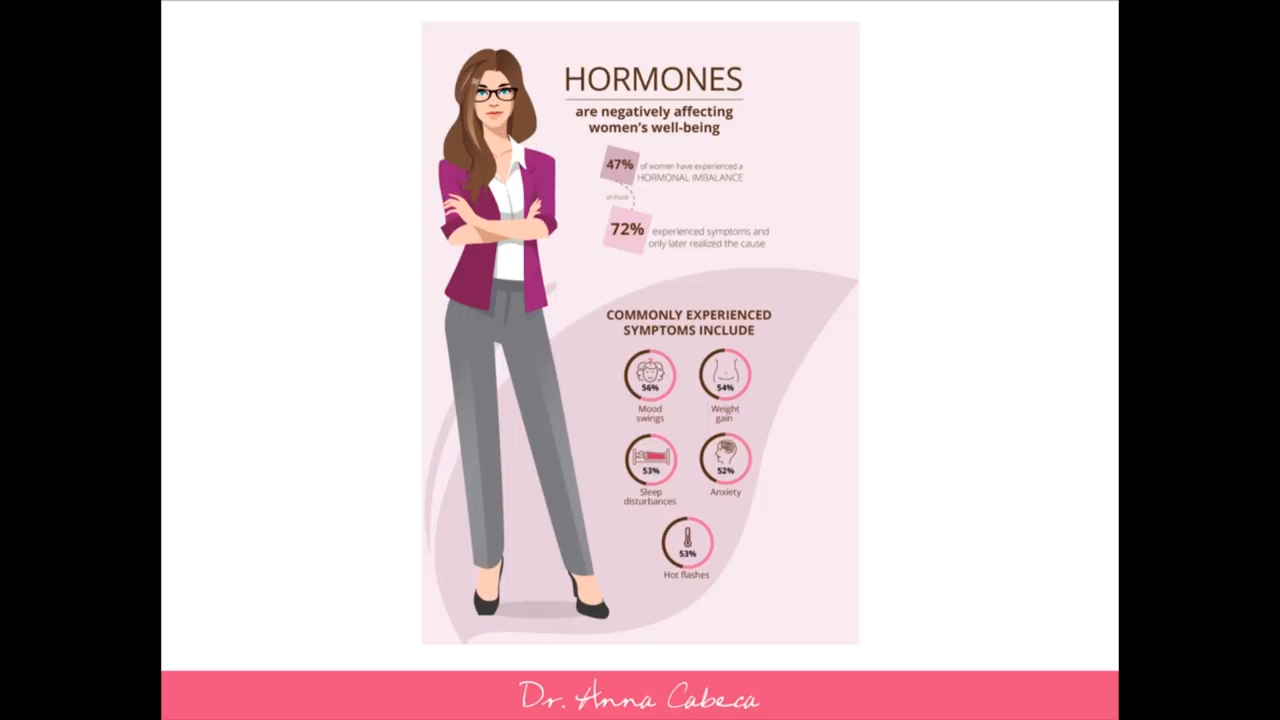 HORMONES
are negatively affecting
women's well-being
47% of women have experienced a
HORMONAL IMBALANCE
of those
72% experienced symptoms and
only later realized the cause
COMMONLY EXPERIENCED
SYMPTOMS INCLUDE
56%
Mood
swings
54%
Weight
gain
53%
Sleep
disturbances
52%
Anxiety
53%
Hot flashes
Dr. Anna Cabeca